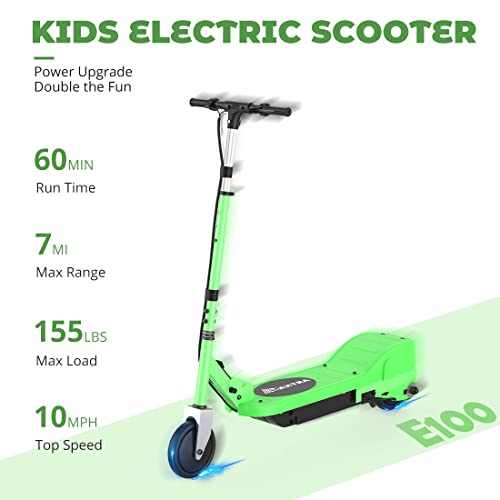 KIDS ELECTRIC SCOOTER
Power Upgrade
Double the Fun
60MIN
Run Time
7MI
Max Range
155LBS
Max Load
10MPH
Top Speed
MAXTRA
E100